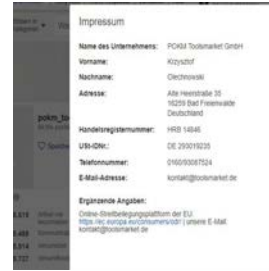 Impressum
Name des Unternehmens: POKM Toolsmarket GmbH
Vorname: Krzysztof
Nachname: Olechnowski
Adresse: Alte Heerstraße 35
16259 Bad Freienwalde
Deutschland
Handelsregisternummer: HRB 14846
USt-IDNr.: DE 293019235
Telefonnummer: 0160/93087524
E-Mail-Adresse: kontakt@toolsmarket.de
Ergänzende Angaben:
Online-Streitbeilegungsplattform der EU:
https://ec.europa.eu/consumers/odr/ | unsere E-Mail:
kontakt@toolsmarket.de